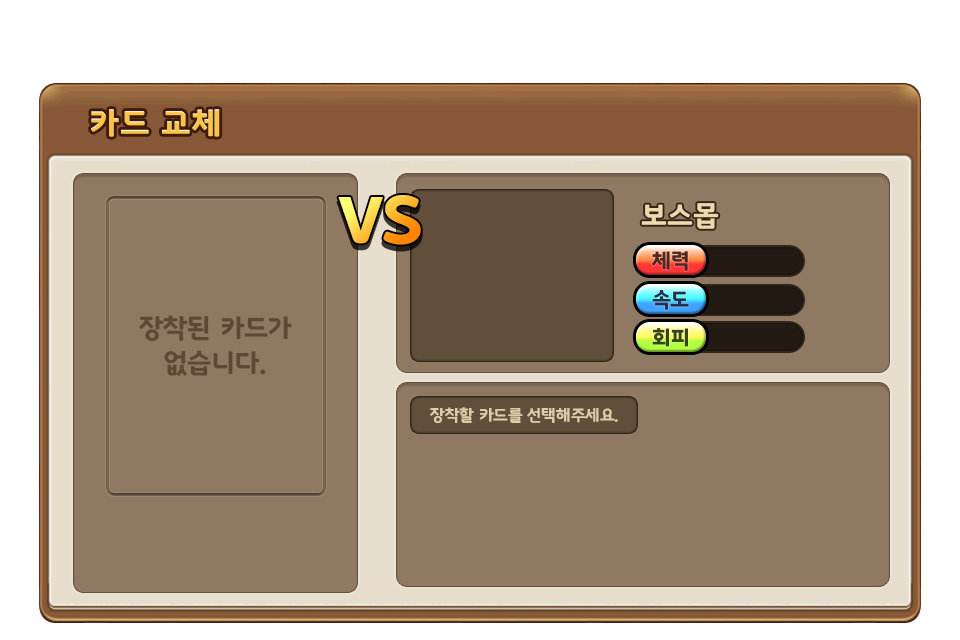 카드 교체
장착된 카드가
없습니다.
VS
보스몹
체력
속도
회피
장착할 카드를 선택해주세요.